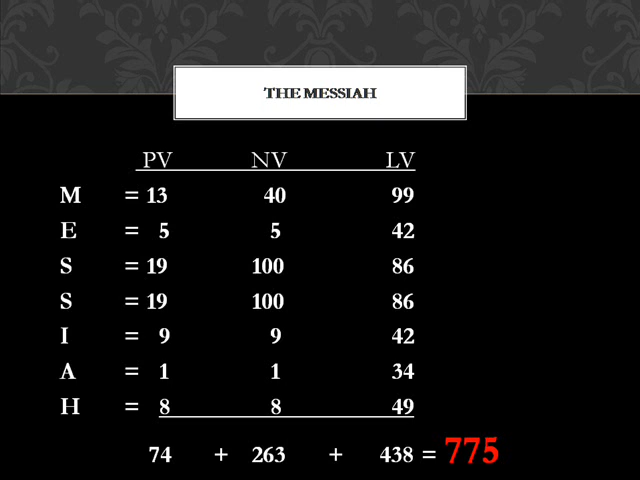 THE MESSIAH
PV NV LV
M = 13 40 99
E = 5 5 42
S = 19 100 86
S = 19 100 86
I = 9 9 42
A = 1 1 34
H = 8 8 49
74 + 263 + 438 = 775